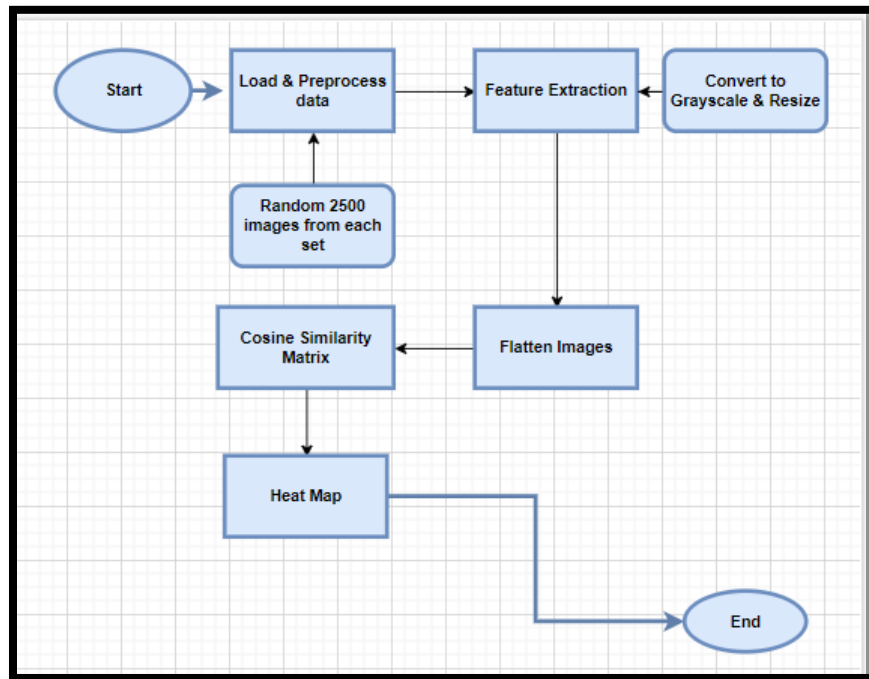 Start
Load & Preprocess
data
Feature Extraction
Convert to
Grayscale & Resize
Random 2500
images from each
set
Cosine Similarity
Matrix
Flatten Images
Heat Map
End